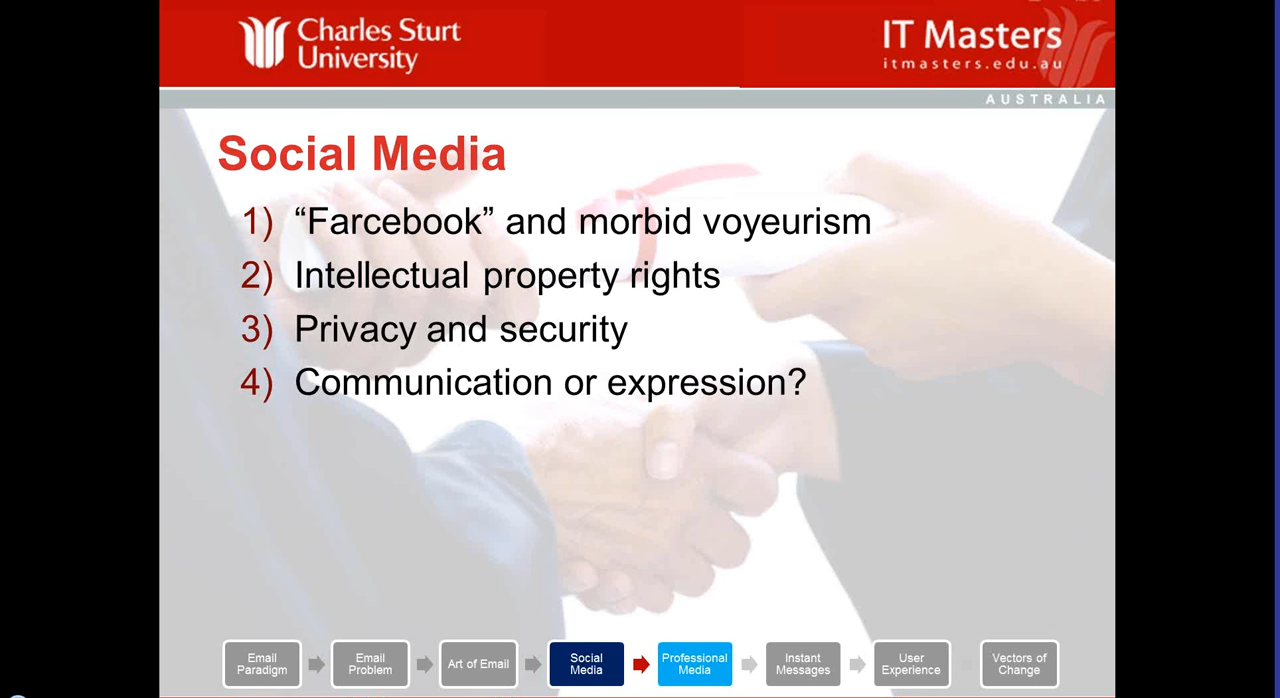 Charles Sturt
University
IT Masters
itmasters.edu.au
AUSTRALIA
Social Media
1) “Farcebook” and morbid voyeurism
2) Intellectual property rights
3) Privacy and security
4) Communication or expression?
Email
Paradigm
Email
Problem
Art of Email
Social
Media
Professional
Media
Instant
Messages
User
Experience
Vectors of
Change